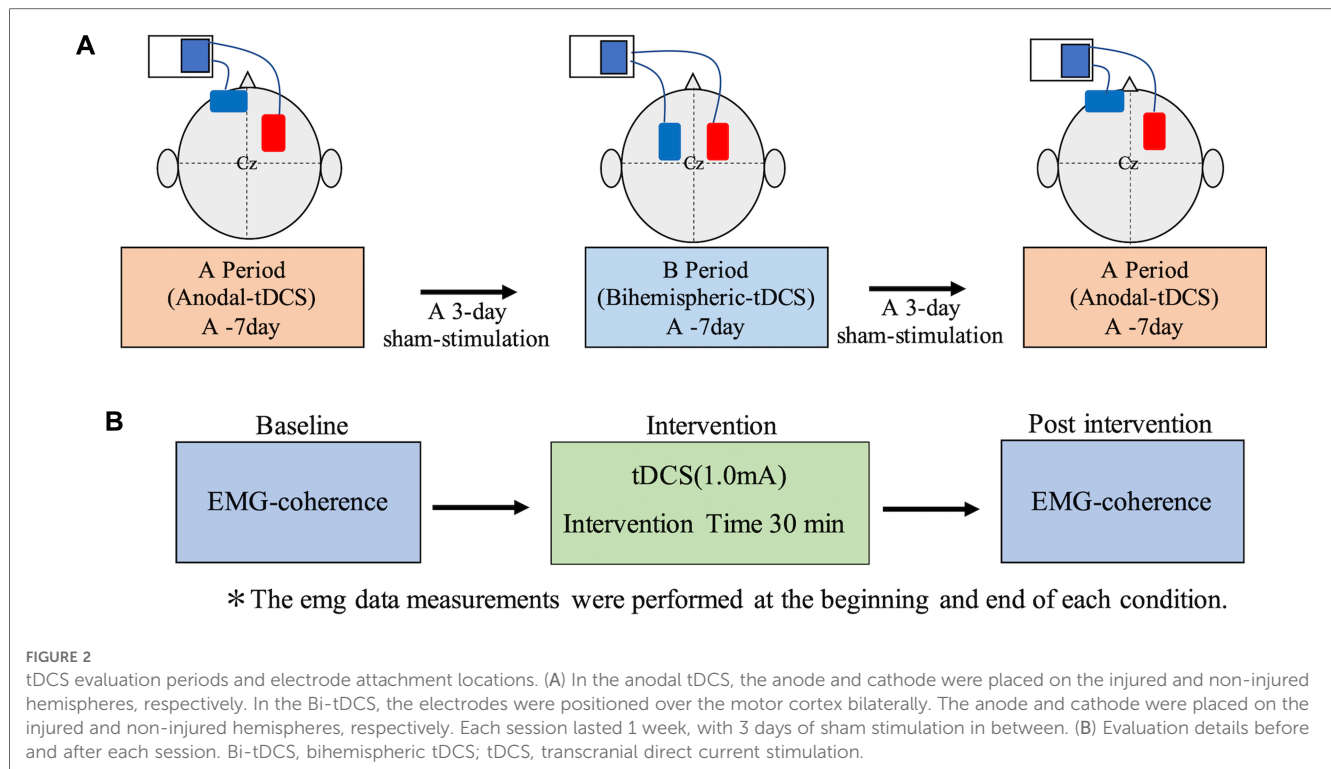 A
Cz
Cz
Cz
A Period
(Anodal-tDCS)
A -7day
A 3-day
sham-stimulation
B Period
(Bihemispheric-tDCS)
A -7day
A 3-day
sham-stimulation
A Period
(Anodal-tDCS)
A -7day
B
Baseline
EMG-coherence
Intervention
tDCS(1.0mA)
Intervention Time 30 min
Post intervention
EMG-coherence
* The emg data measurements were performed at the beginning and end of each condition.
FIGURE 2
tDCS evaluation periods and electrode attachment locations. (A) In the anodal tDCS, the anode and cathode were placed on the injured and non-injured
hemispheres, respectively. In the Bi-tDCS, the electrodes were positioned over the motor cortex bilaterally. The anode and cathode were placed on the
injured and non-injured hemispheres, respectively. Each session lasted 1 week, with 3 days of sham stimulation in between. (B) Evaluation details before
and after each session. Bi-tDCS, bihemispheric tDCS; tDCS, transcranial direct current stimulation.